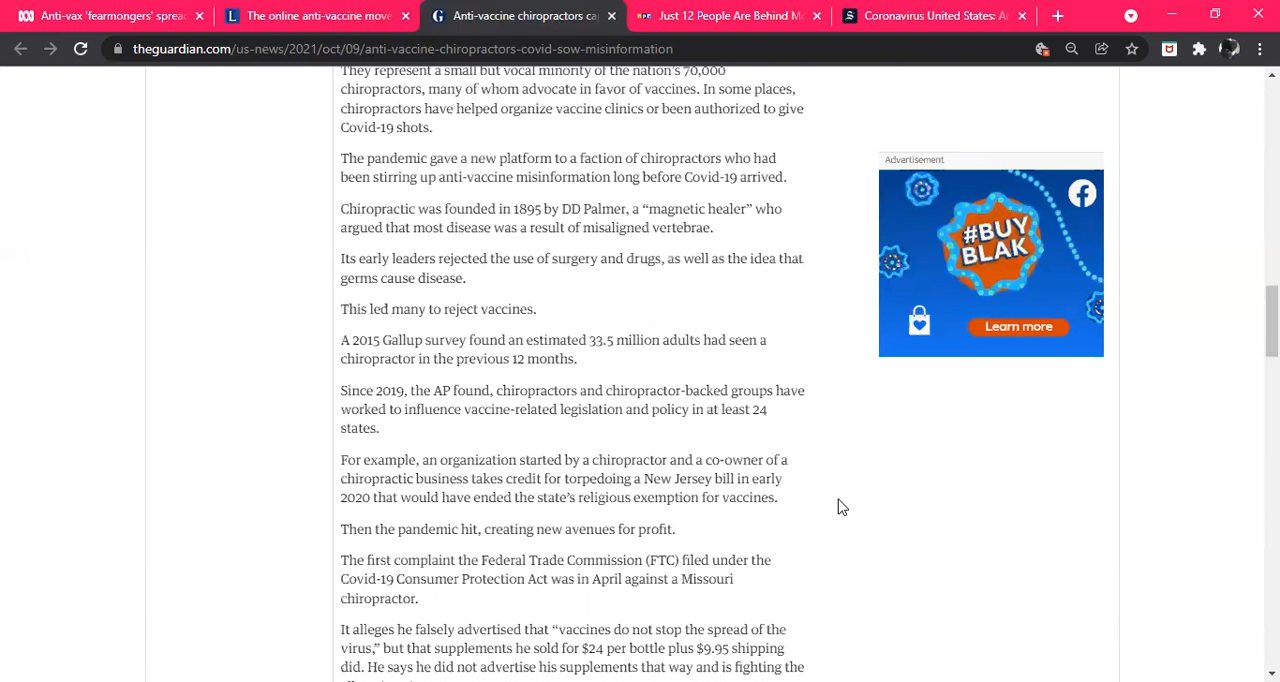 Anti-vax 'fearmongers' sprea
The online anti-vaccine move
Anti-vaccine chiropractors ca
Just 12 People Are Behind M
Coronavirus United States: A
theguardian.com/us-news/2021/oct/09/anti-vaccine-chiropractors-covid-sow-misinformation
They represent a small but vocal minority of the nation's 70,000
chiropractors, many of whom advocate in favor of vaccines. In some places,
chiropractors have helped organize vaccine clinics or been authorized to give
Covid-19 shots.
The pandemic gave a new platform to a faction of chiropractors who had
been stirring up anti-vaccine misinformation long before Covid-19 arrived.
Chiropractic was founded in 1895 by DD Palmer, a “magnetic healer” who
argued that most disease was a result of misaligned vertebrae.
Its early leaders rejected the use of surgery and drugs, as well as the idea that
germs cause disease.
This led many to reject vaccines.
A 2015 Gallup survey found an estimated 33.5 million adults had seen a
chiropractor in the previous 12 months.
Since 2019, the AP found, chiropractors and chiropractor-backed groups have
worked to influence vaccine-related legislation and policy in at least 24
states.
For example, an organization started by a chiropractor and a co-owner of a
chiropractic business takes credit for torpedoing a New Jersey bill in early
2020 that would have ended the state's religious exemption for vaccines.
Then the pandemic hit, creating new avenues for profit.
The first complaint the Federal Trade Commission (FTC) filed under the
Covid-19 Consumer Protection Act was in April against a Missouri
chiropractor.
It alleges he falsely advertised that “vaccines do not stop the spread of the
virus,” but that supplements he sold for $24 per bottle plus $9.95 shipping
did. He says he did not advertise his supplements that way and is fighting the
Advertisement
#BUY
BLAK
Learn more